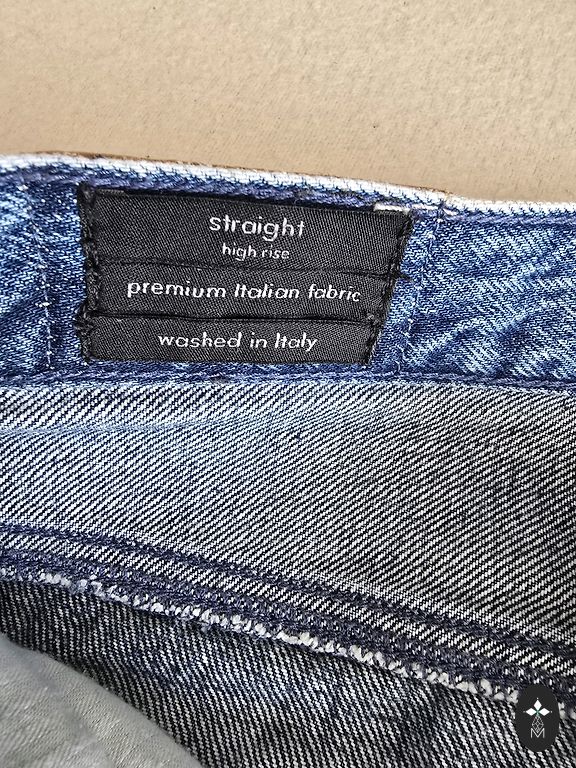 straight
high rise
premium Italian fabric
washed in Italy
M